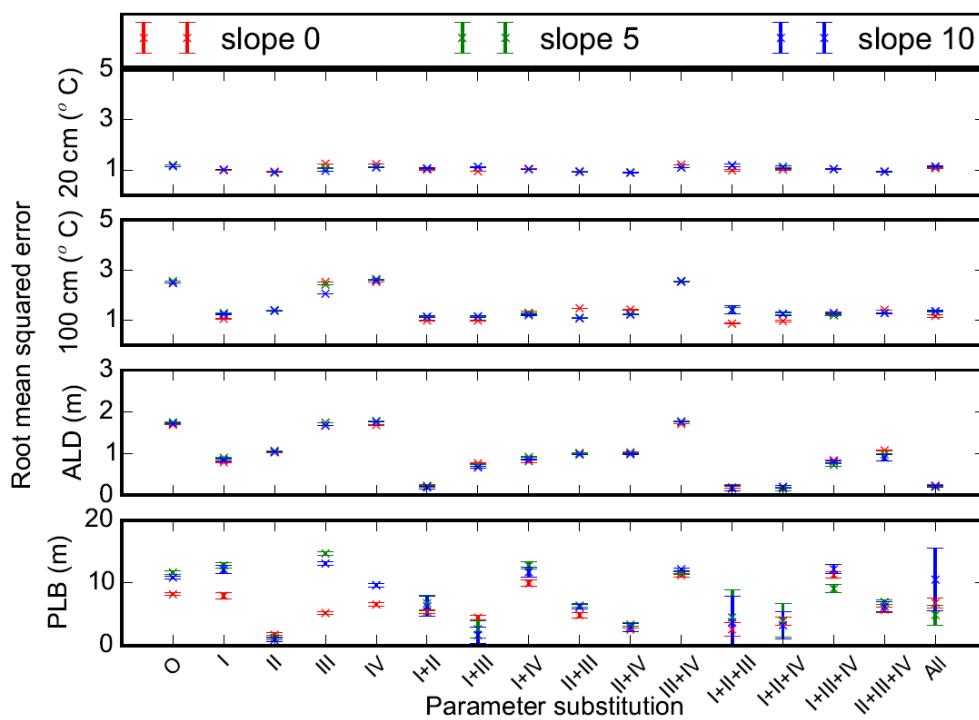 slope 0 slope 5 slope 10
Root mean squared error
20 cm (° C)
5
3
1
100 cm (° C)
5
3
1
ALD (m)
3
2
1
0
PLB (m)
20
10
0
O I II III IV I+II I+III I+IV II+III II+IV III+IV I+II+III I+II+IV I+III+IV II+III+IV All
Parameter substitution